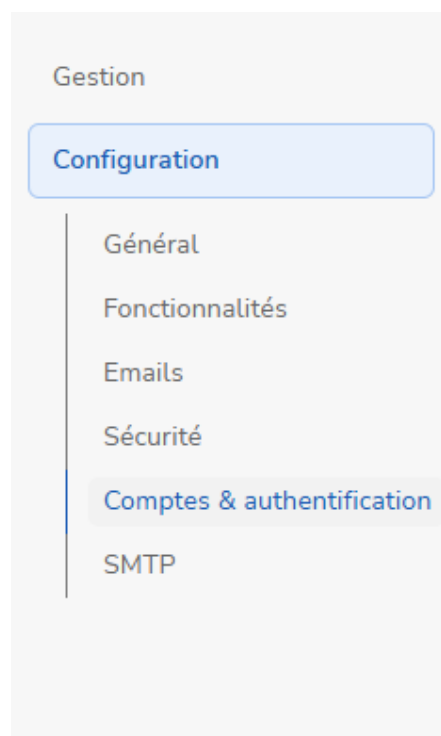 Gestion
Configuration
Général
Fonctionnalités
Emails
Sécurité
Comptes & authentification
SMTP